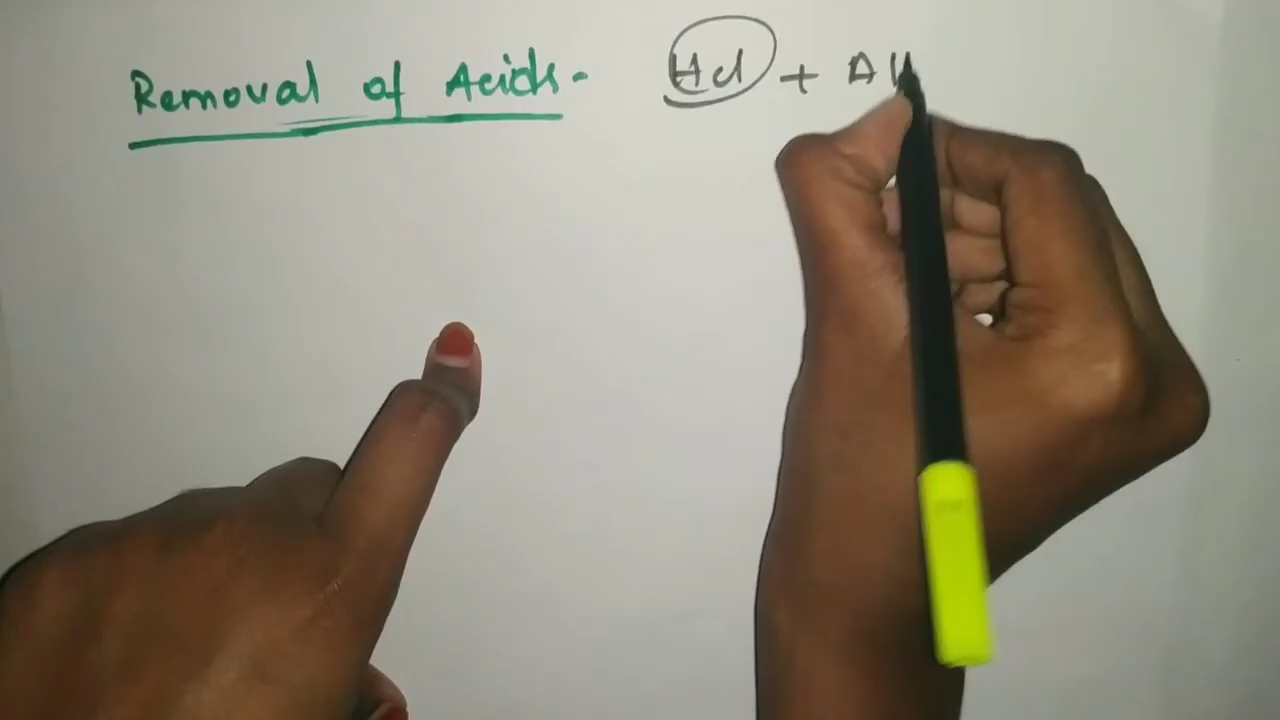 Removal of Acids - Hcl + Al